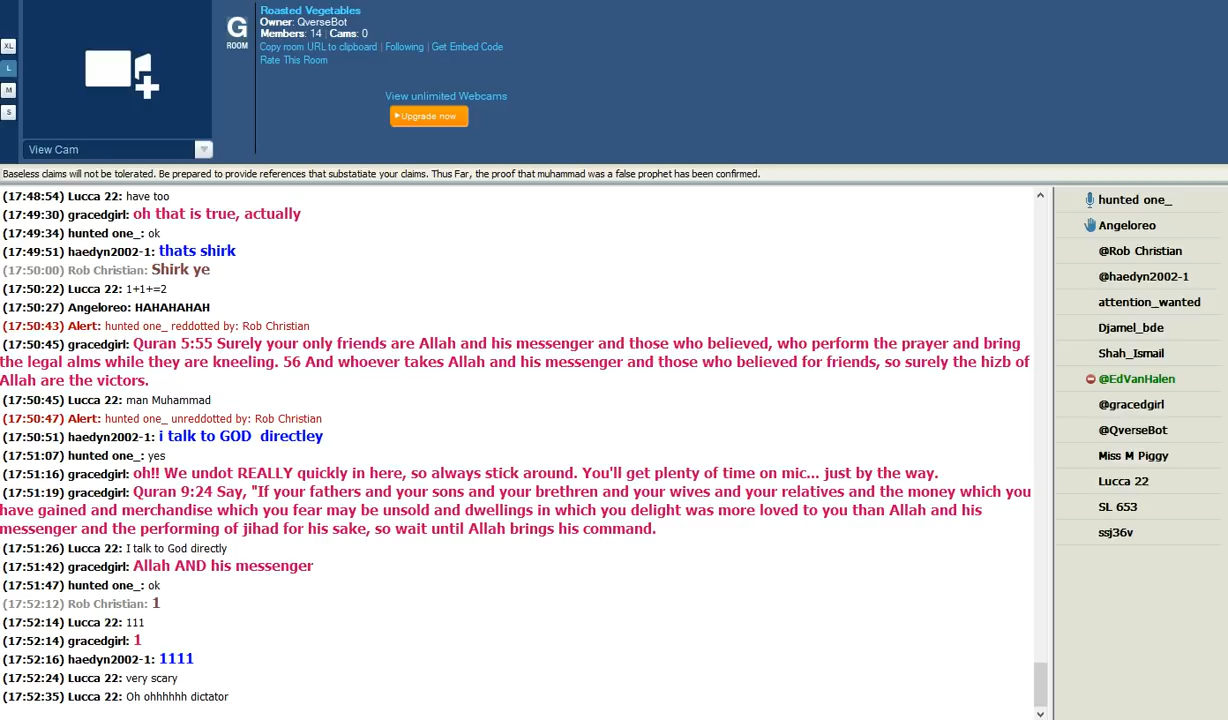 Roasted Vegetables
Owner: QverseBot
Members: 14 | Cams: 0
Copy room URL to clipboard | Following | Get Embed Code
Rate This Room
G
ROOM
XL
L
M
S
View unlimited Webcams
Upgrade now
View Cam
Baseless claims will not be tolerated. Be prepared to provide references that substatiate your claims. Thus Far, the proof that muhammad was a false prophet has been confirmed.
(17:48:54) Lucca 22: have too
(17:49:30) gracedgirl: oh that is true, actually
(17:49:34) hunted one_: ok
(17:49:51) haedyn2002-1: thats shirk
(17:50:00) Rob Christian: Shirk ye
(17:50:22) Lucca 22: 1+1+=2
(17:50:27) Angeloreo: HAHAHAHAH
(17:50:43) Alert: hunted one_ reddotted by: Rob Christian
(17:50:45) gracedgirl: Quran 5:55 Surely your only friends are Allah and his messenger and those who believed, who perform the prayer and bring
the legal alms while they are kneeling. 56 And whoever takes Allah and his messenger and those who believed for friends, so surely the hizb of
Allah are the victors.
(17:50:45) Lucca 22: man Muhammad
(17:50:47) Alert: hunted one_ unreddotted by: Rob Christian
(17:50:51) haedyn2002-1: i talk to GOD directley
(17:51:07) hunted one_: yes
(17:51:16) gracedgirl: oh!! We undot REALLY quickly in here, so always stick around. You'll get plenty of time on mic... just by the way.
(17:51:19) gracedgirl: Quran 9:24 Say, "If your fathers and your sons and your brethren and your wives and your relatives and the money which you
have gained and merchandise which you fear may be unsold and dwellings in which you delight was more loved to you than Allah and his
messenger and the performing of jihad for his sake, so wait until Allah brings his command.
(17:51:26) Lucca 22: I talk to God directly
(17:51:42) gracedgirl: Allah AND his messenger
(17:51:47) hunted one_: ok
(17:52:12) Rob Christian: 1
(17:52:14) Lucca 22: 111
(17:52:14) gracedgirl: 1
(17:52:16) haedyn2002-1: 1111
(17:52:24) Lucca 22: very scary
(17:52:35) Lucca 22: Oh ohhhhhh dictator
hunted one_
Angeloreo
@Rob Christian
@haedyn2002-1
attention_wanted
Djamel_bde
Shah_Ismail
@EdVanHalen
@gracedgirl
@QverseBot
Miss M Piggy
Lucca 22
SL 653
ssj36v